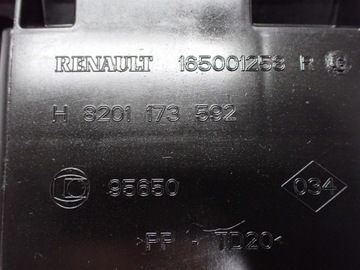 RENAULT 165001258 R
H 8201 173 592
95650 034
>PP - TD20<